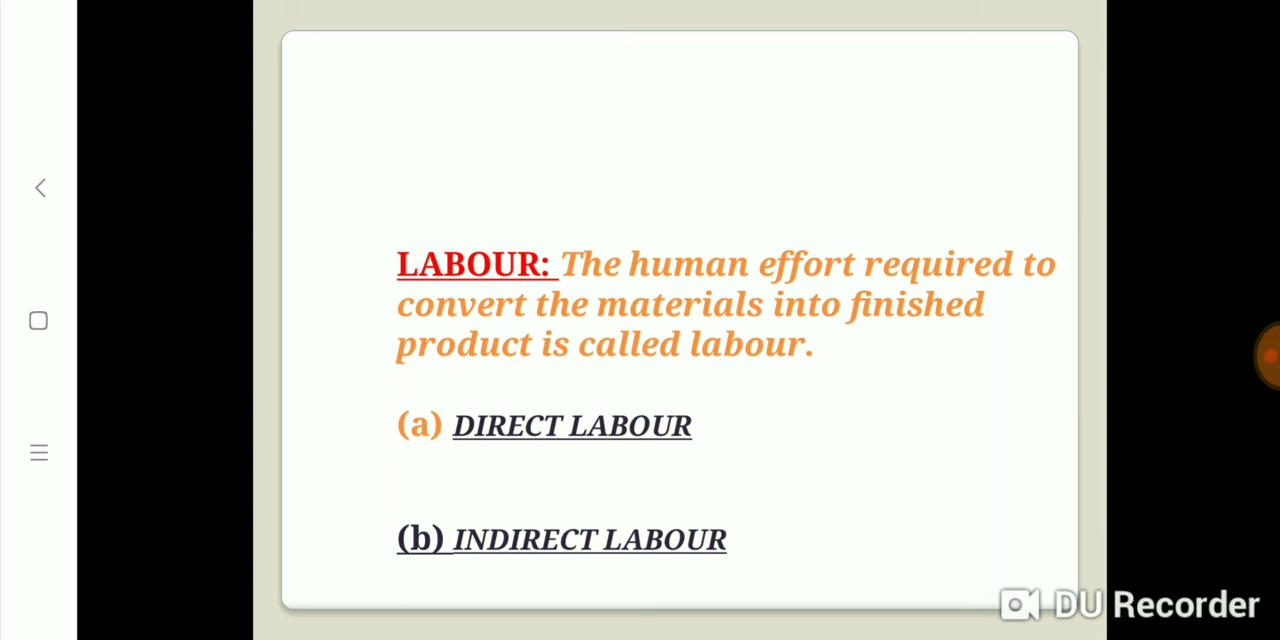 LABOUR: The human effort required to
convert the materials into finished
product is called labour.
(a) DIRECT LABOUR
(b) INDIRECT LABOUR
DU Recorder